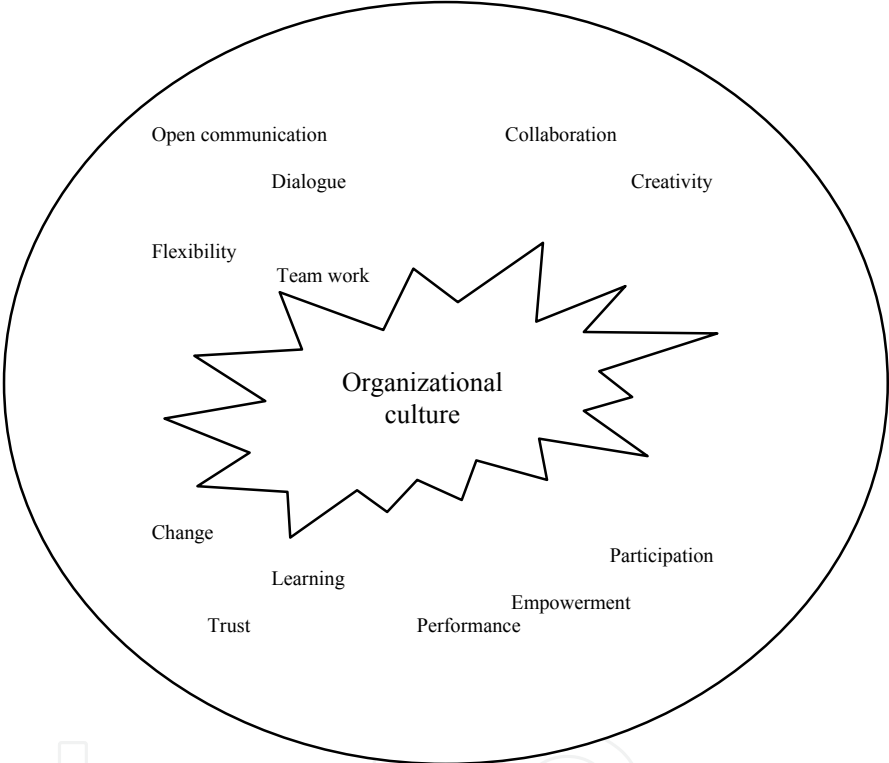 Open communication
Collaboration
Dialogue
Creativity
Flexibility
Team work
Organizational
culture
Change
Participation
Learning
Empowerment
Trust
Performance